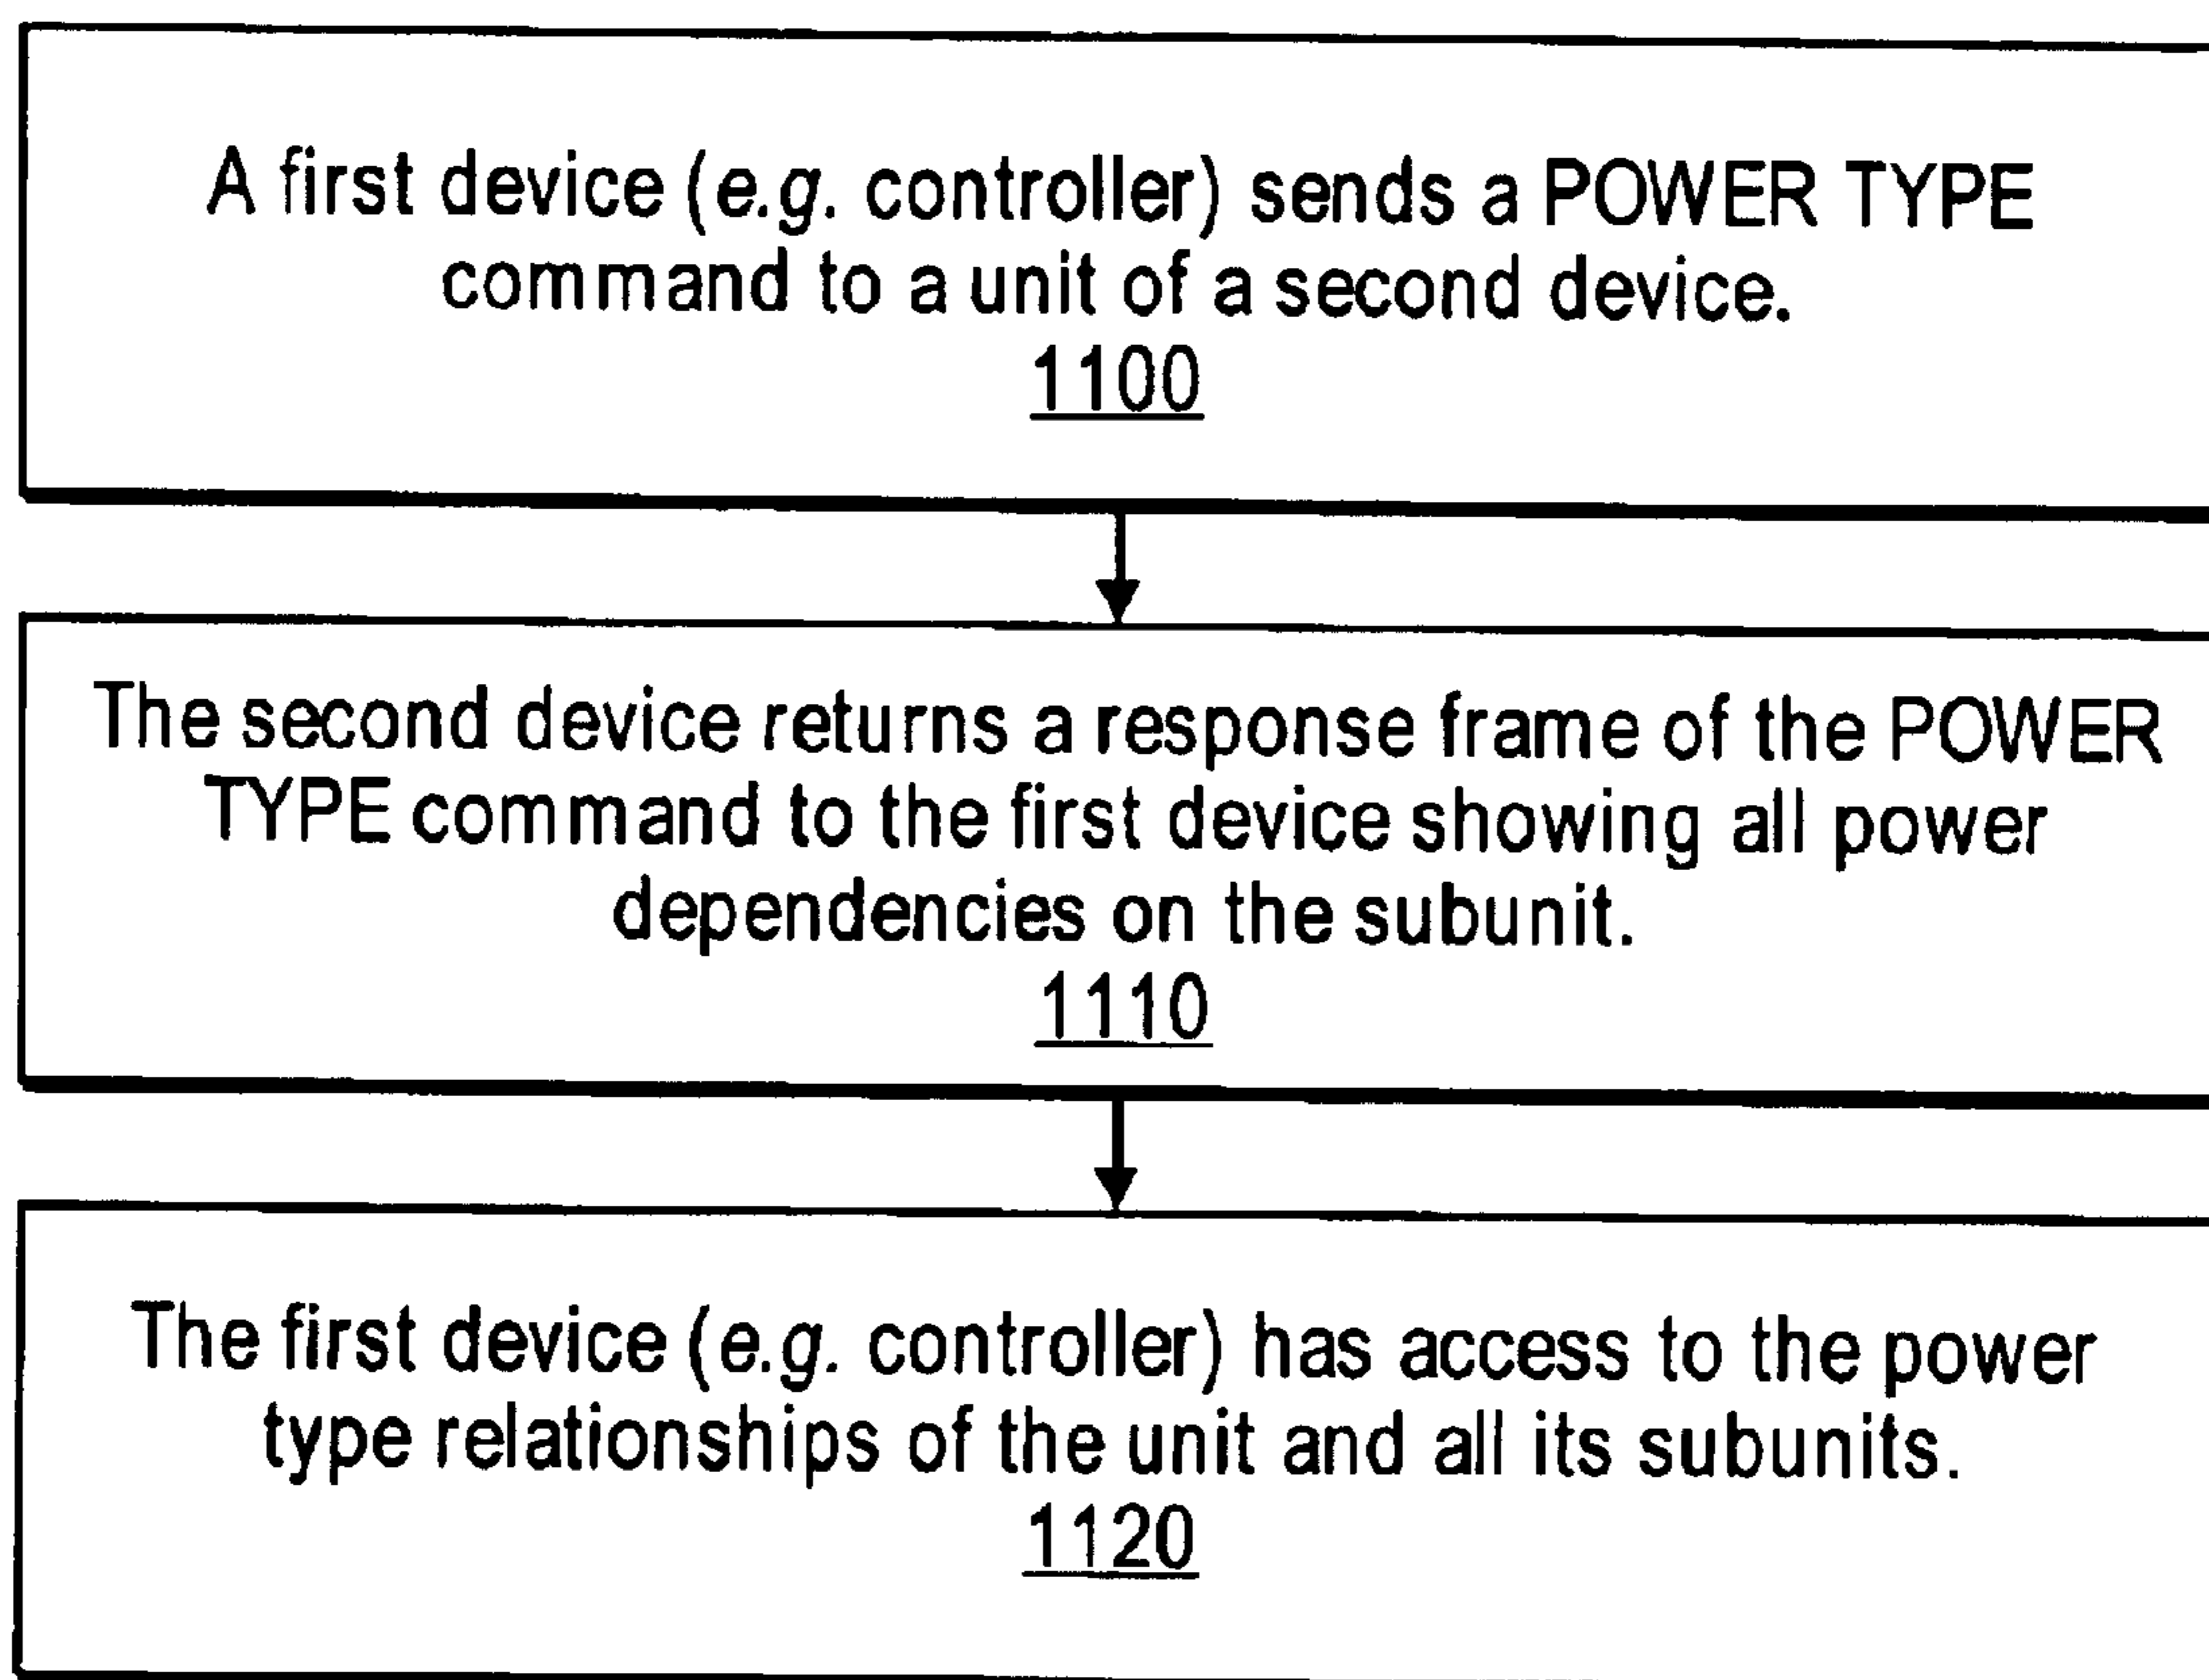 A first device (e.g. controller) sends a POWER TYPE
command to a unit of a second device.
1100
The second device returns a response frame of the POWER
TYPE command to the first device showing all power
dependencies on the subunit.
1110
The first device (e.g. controller) has access to the power
type relationships of the unit and all its subunits.
1120